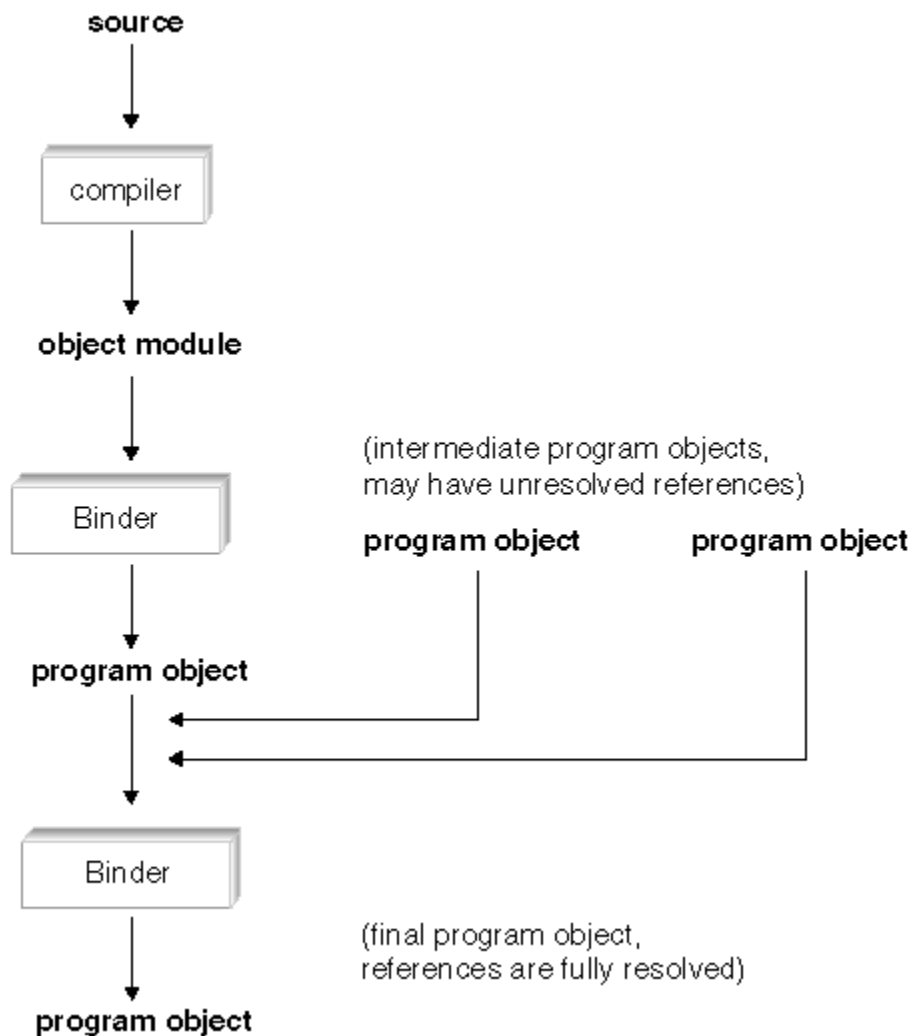 source
compiler
object module
(intermediate program objects,
may have unresolved references)
Binder
program object
program object
program object
Binder
(final program object,
references are fully resolved)
program object